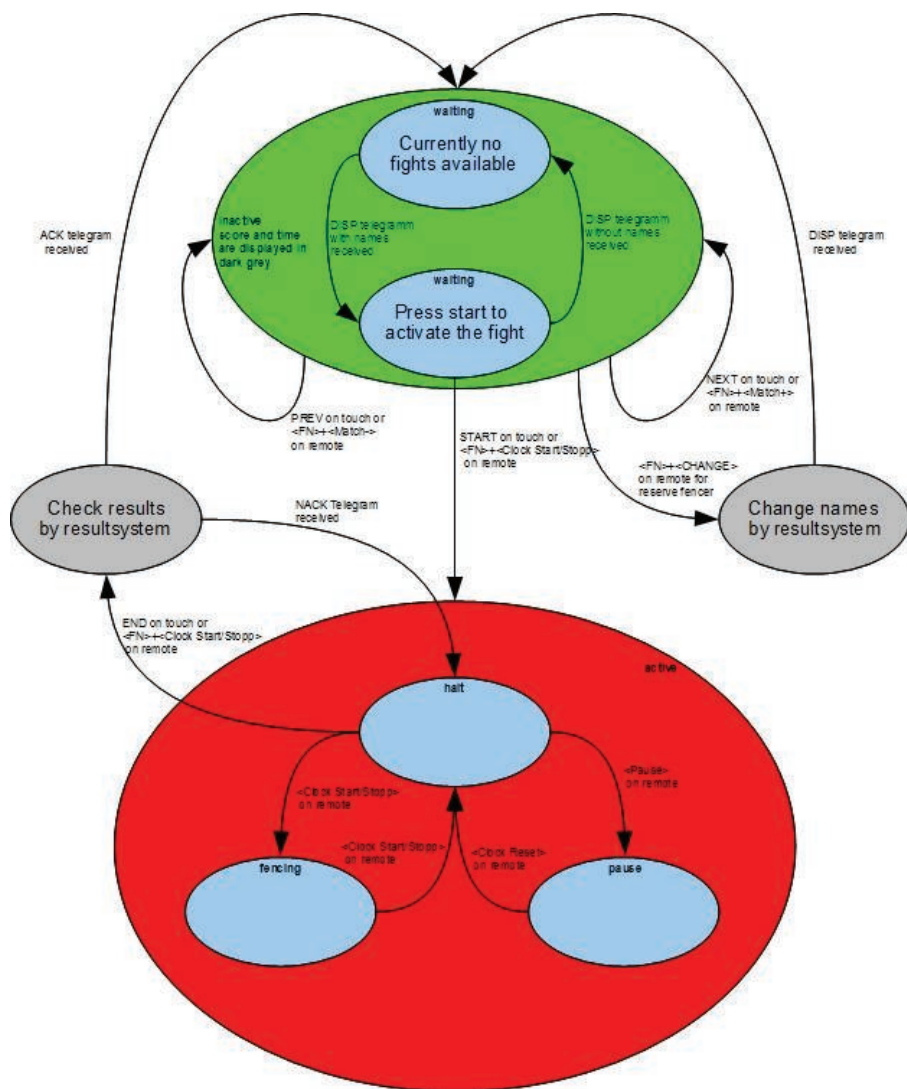 waiting
Currently no
fights available
inactive
score and time
are displayed in
dark grey
DISP telegramm
with names
received
DISP telegramm
without names
received
ACK telegram
received
DISP telegram
received
waiting
Press start to
activate the fight
PREV on touch or
<FN>+<Match->
on remote
START on touch or
<FN>+<Clock Start/Stopp>
on remote
NEXT on touch or
<FN>+<Match+>
on remote
<FN>+<CHANGE>
on remote for
reserve fencer
Check results
by resultsystem
NACK Telegram
received
Change names
by resultsystem
END on touch or
<FN>+<Clock Start/Stopp>
on remote
active
halt
<Clock Start/Stopp>
on remote
<Pause>
on remote
<Clock Start/Stopp>
on remote
<Clock Reset>
on remote
fencing
pause